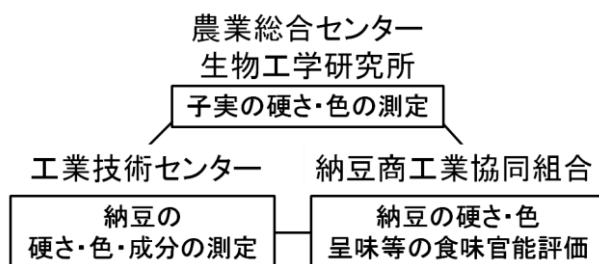 農業総合センター
生物工学研究所
子実の硬さ・色の測定
工業技術センター
納豆商工業協同組合
納豆の
硬さ・色・成分の測定
納豆の硬さ・色
呈味等の食味官能評価